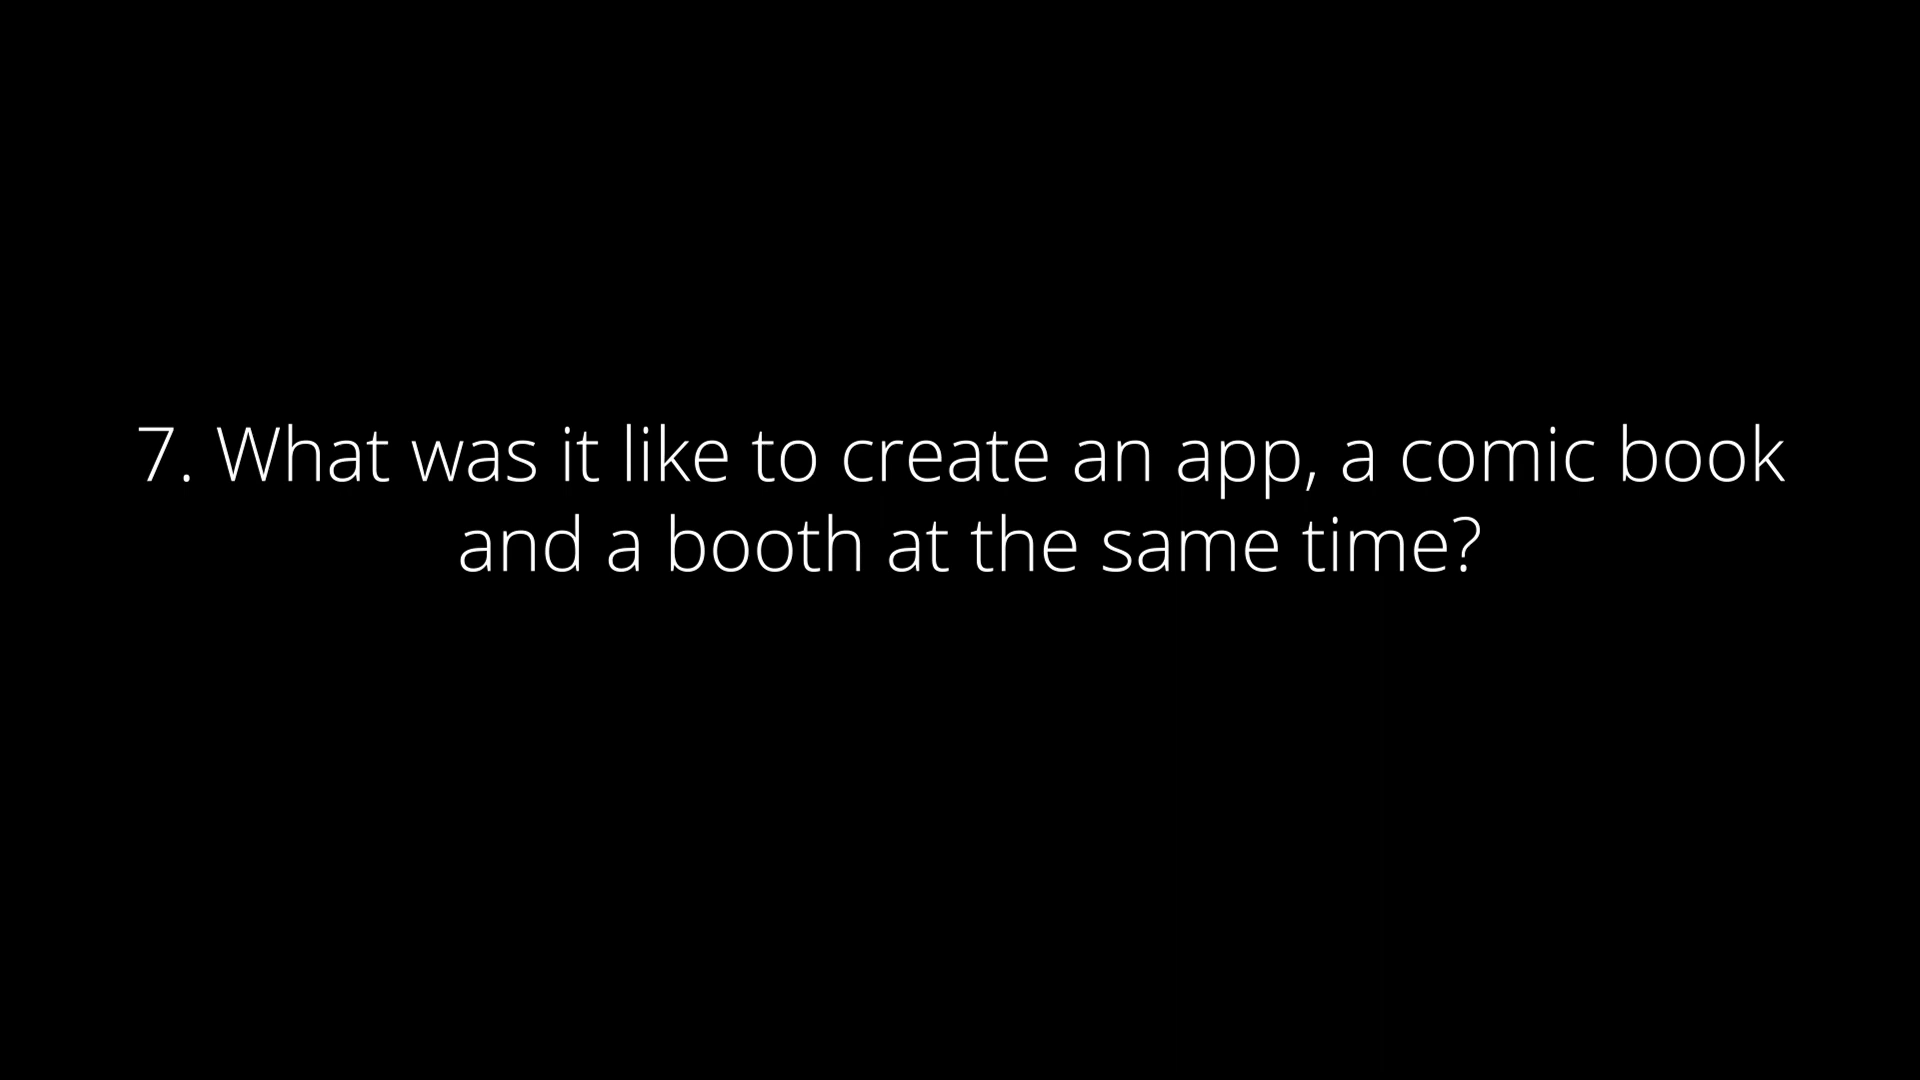 7. What was it like to create an app, a comic book
and a booth at the same time?